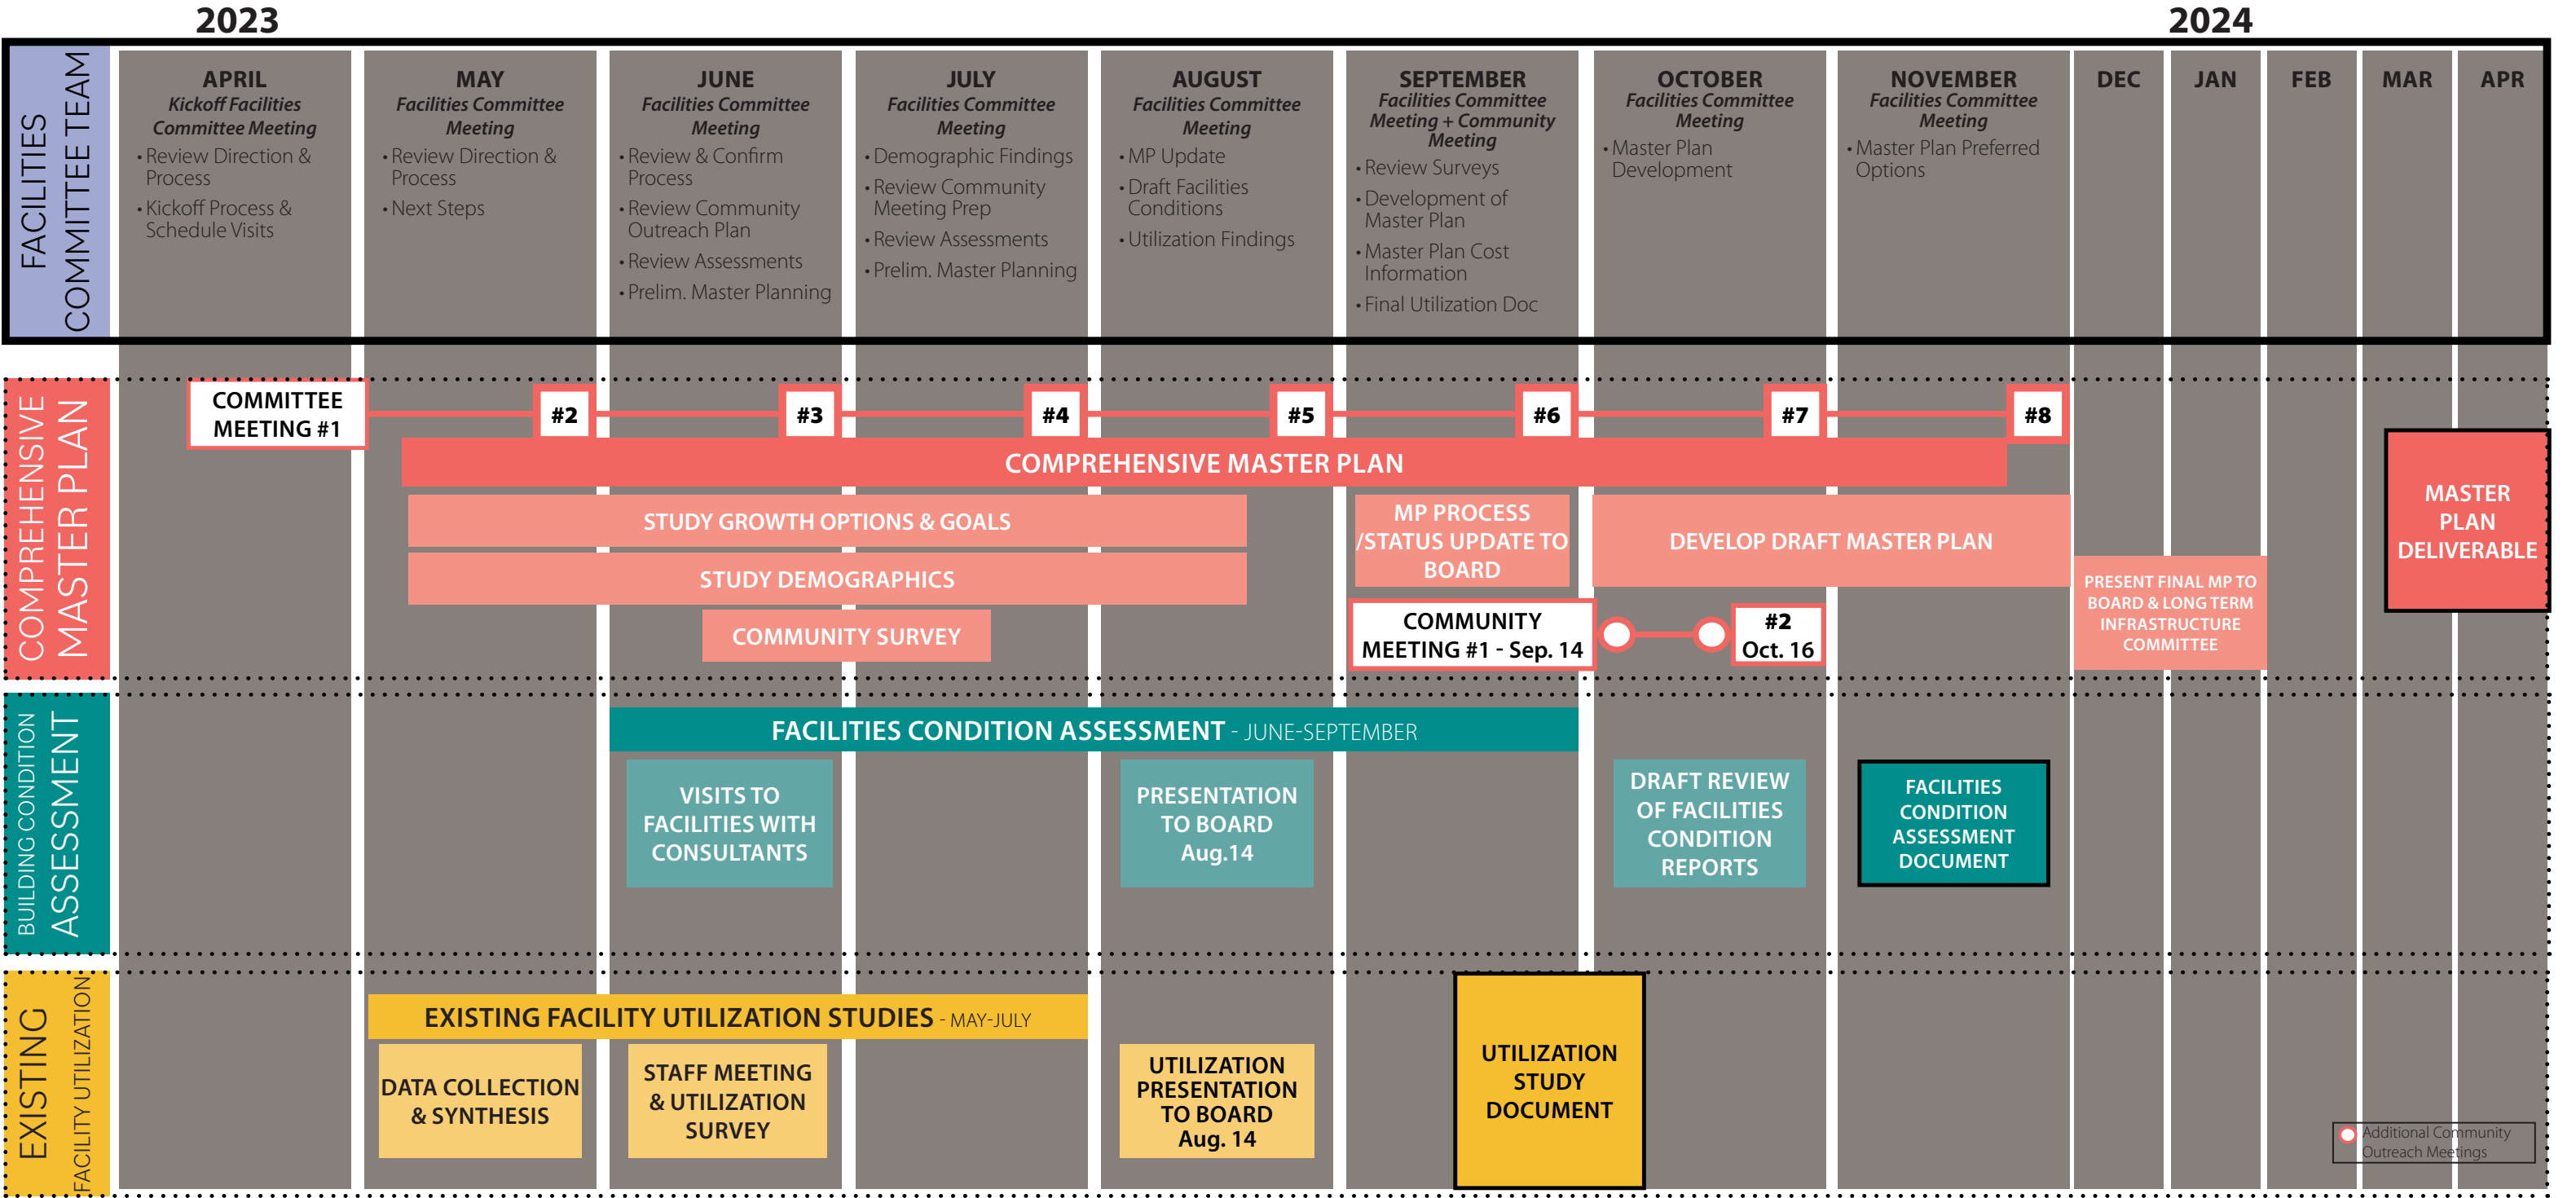 2023
2024
FACILITIES
COMMITTEE TEAM
APRIL
Kickoff Facilities
Committee Meeting
• Review Direction &
Process
• Kickoff Process &
Schedule Visits
MAY
Facilities Committee
Meeting
• Review Direction &
Process
• Next Steps
JUNE
Facilities Committee
Meeting
• Review & Confirm
Process
• Review Community
Outreach Plan
• Review Assessments
• Prelim. Master Planning
JULY
Facilities Committee
Meeting
• Demographic Findings
• Review Community
Meeting Prep
• Review Assessments
• Prelim. Master Planning
AUGUST
Facilities Committee
Meeting
• MP Update
• Draft Facilities
Conditions
• Utilization Findings
SEPTEMBER
Facilities Committee
Meeting + Community
Meeting
• Review Surveys
• Development of
Master Plan
• Master Plan Cost
Information
• Final Utilization Doc
OCTOBER
Facilities Committee
Meeting
• Master Plan
Development
NOVEMBER
Facilities Committee
Meeting
• Master Plan Preferred
Options
DEC
JAN
FEB
MAR
APR
COMPREHENSIVE
MASTER PLAN
COMMITTEE
MEETING #1
#2
#3
#4
#5
#6
#7
#8
COMPREHENSIVE MASTER PLAN
STUDY GROWTH OPTIONS & GOALS
STUDY DEMOGRAPHICS
COMMUNITY SURVEY
MP PROCESS
/STATUS UPDATE TO
BOARD
DEVELOP DRAFT MASTER PLAN
COMMUNITY
MEETING #1 - Sep. 14
#2
Oct. 16
PRESENT FINAL MP TO
BOARD & LONG TERM
INFRASTRUCTURE
COMMITTEE
MASTER
PLAN
DELIVERABLE
BUILDING CONDITION
ASSESSMENT
FACILITIES CONDITION ASSESSMENT - JUNE-SEPTEMBER
VISITS TO
FACILITIES WITH
CONSULTANTS
PRESENTATION
TO BOARD
Aug.14
DRAFT REVIEW
OF FACILITIES
CONDITION
REPORTS
FACILITIES
CONDITION
ASSESSMENT
DOCUMENT
EXISTING
FACILITY UTILIZATION
EXISTING FACILITY UTILIZATION STUDIES - MAY-JULY
DATA COLLECTION
& SYNTHESIS
STAFF MEETING
& UTILIZATION
SURVEY
UTILIZATION
PRESENTATION
TO BOARD
Aug. 14
UTILIZATION
STUDY
DOCUMENT
Additional Community
Outreach Meetings